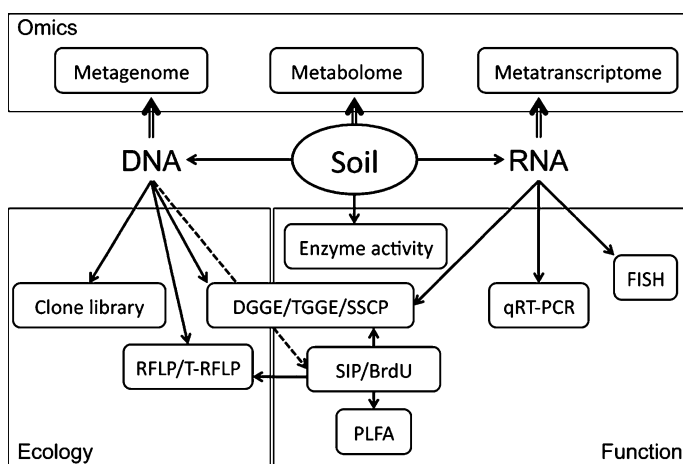 Omics
Metagenome
Metabolome
Metatranscriptome
DNA
Soil
RNA
Enzyme activity
FISH
Clone library
DGGE/TGGE/SSCP
qRT-PCR
RFLP/T-RFLP
SIP/BrdU
PLFA
Ecology
Function